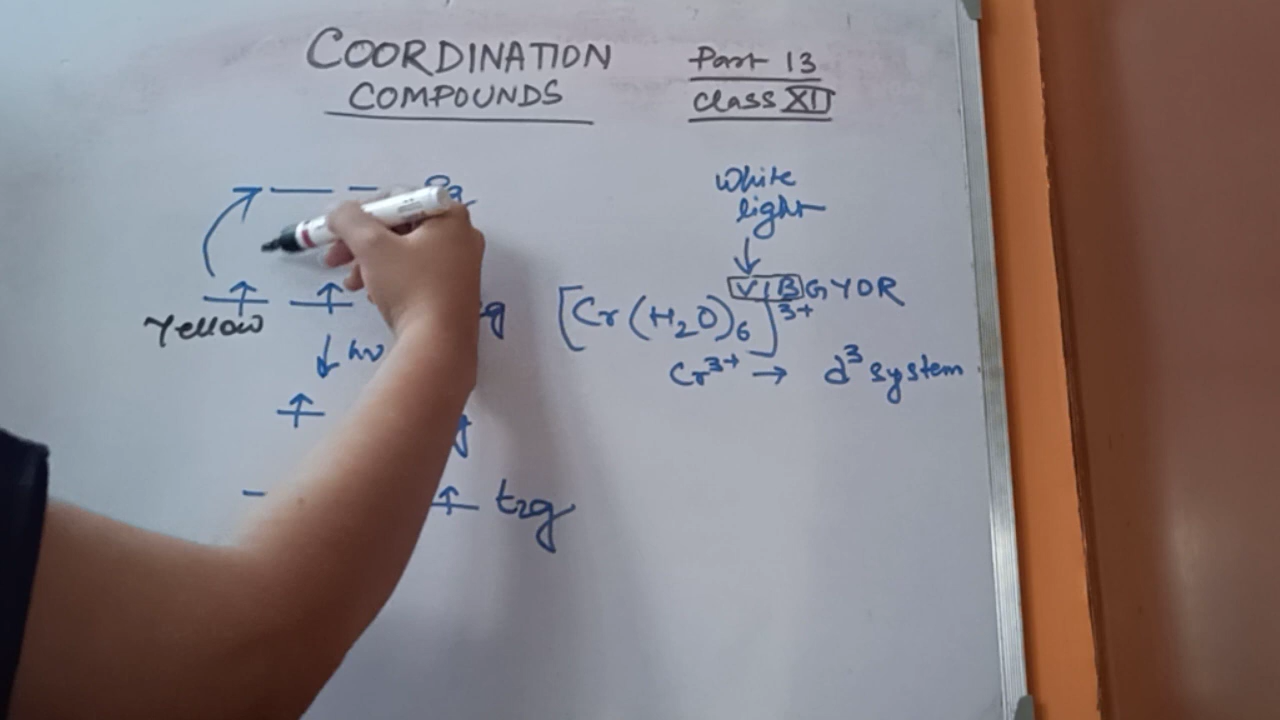 COORDINATION
COMPOUNDS
Part 13
Class XII
eg
Yellow
hν
t2g
White
light
↓
VIBGYOR
[Cr(H2O)6]3+
Cr3+ → d3 system